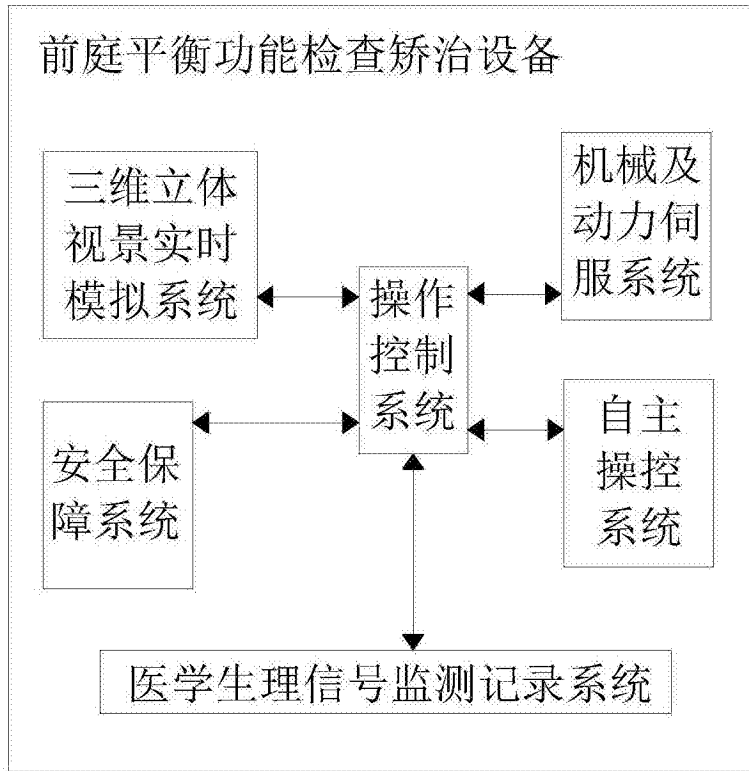 前庭平衡功能检查矫治设备
三维立体
视景实时
模拟系统
机械及
动力伺
服系统
操作
控制
系统
安全保
障系统
自主
操控
系统
医学生理信号监测记录系统